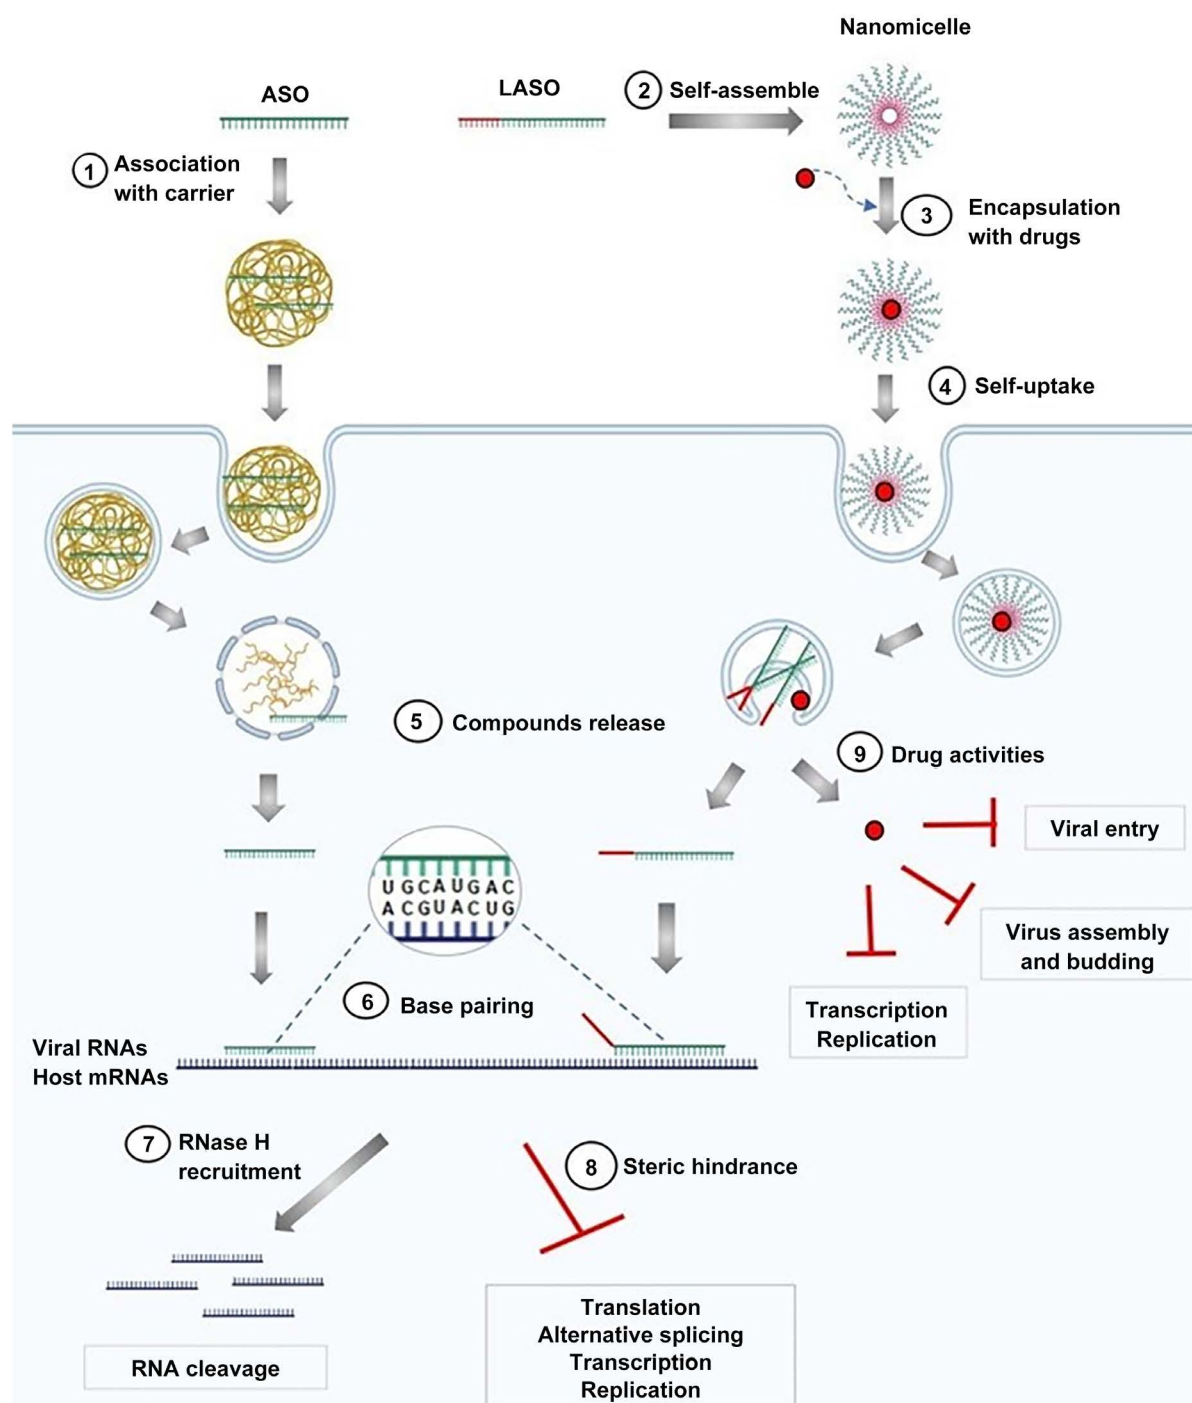 Nanomicelle
ASO
LASO
2 Self-assemble
1 Association
with carrier
3 Encapsulation
with drugs
4 Self-uptake
5 Compounds release
9 Drug activities
Viral entry
Virus assembly
and budding
Transcription
Replication
UGCAUGAC
ACGUACUG
6 Base pairing
Viral RNAs
Host mRNAs
7 RNase H
recruitment
8 Steric hindrance
RNA cleavage
Translation
Alternative splicing
Transcription
Replication